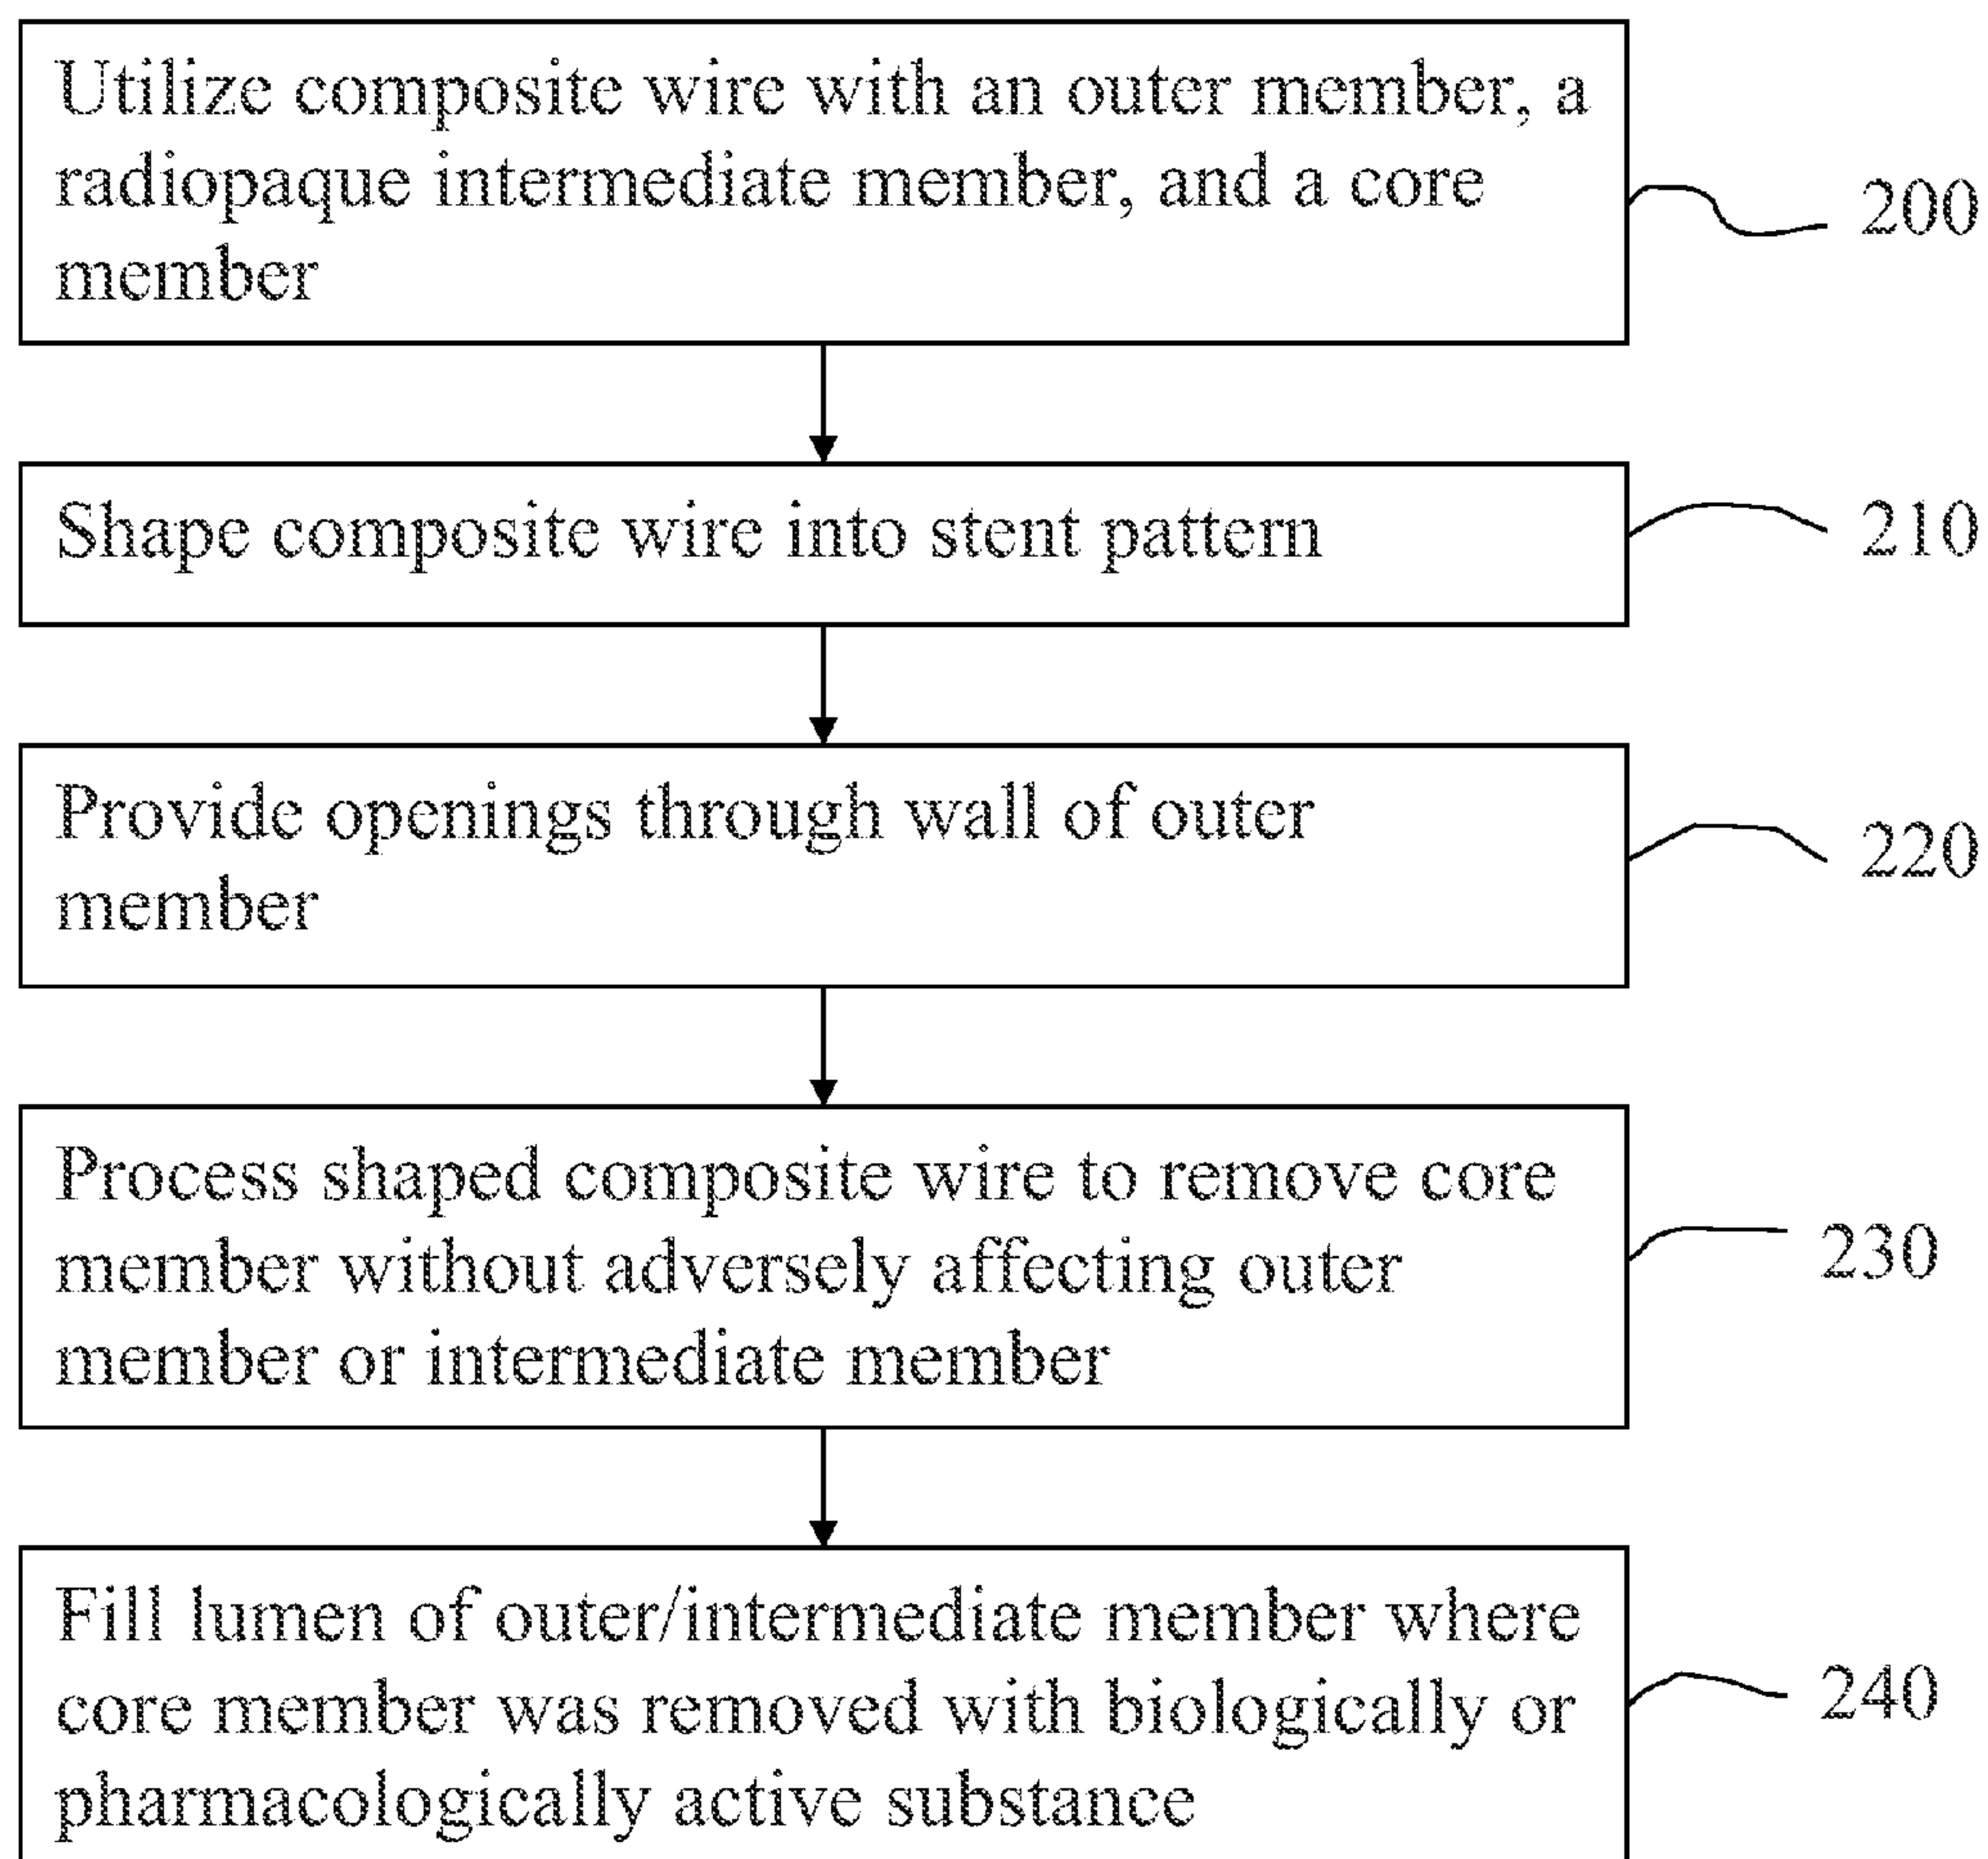 Utilize composite wire with an outer member, a
radiopaque intermediate member, and a core
member
200
Shape composite wire into stent pattern
210
Provide openings through wall of outer
member
220
Process shaped composite wire to remove core
member without adversely affecting outer
member or intermediate member
230
Fill lumen of outer/intermediate member where
core member was removed with biologically or
pharmacologically active substance
240